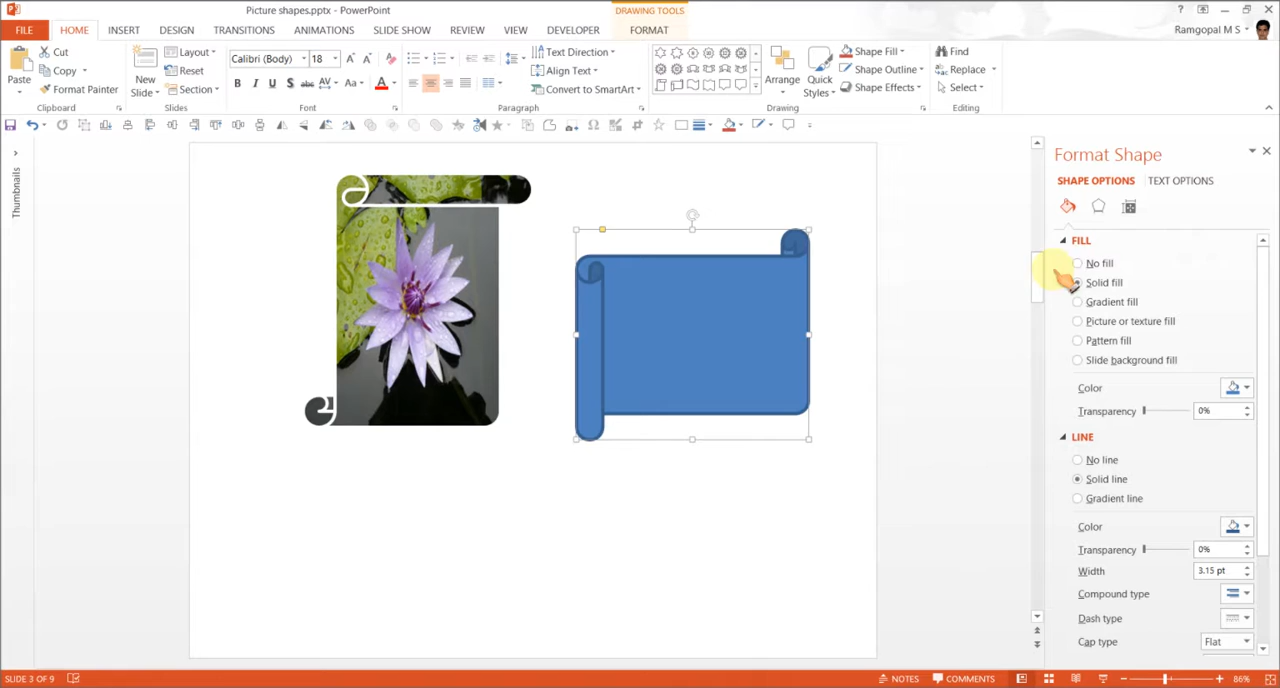 Picture shapes.pptx - PowerPoint
DRAWING TOOLS
FILE HOME INSERT DESIGN TRANSITIONS ANIMATIONS SLIDE SHOW REVIEW VIEW DEVELOPER FORMAT
Ramgopal M S
Paste
Cut
Copy
Format Painter
Clipboard
New Slide
Layout
Reset
Section
Slides
Calibri (Body) 18
Font
Text Direction
Align Text
Convert to SmartArt
Paragraph
Arrange
Quick Styles
Shape Fill
Shape Outline
Shape Effects
Drawing
Find
Replace
Select
Editing
Thumbnails
Format Shape
SHAPE OPTIONS TEXT OPTIONS
FILL
No fill
Solid fill
Gradient fill
Picture or texture fill
Pattern fill
Slide background fill
Color
Transparency 0%
LINE
No line
Solid line
Gradient line
Color
Transparency 0%
Width 3.15 pt
Compound type
Dash type
Cap type Flat
SLIDE 3 OF 9
NOTES COMMENTS 86%